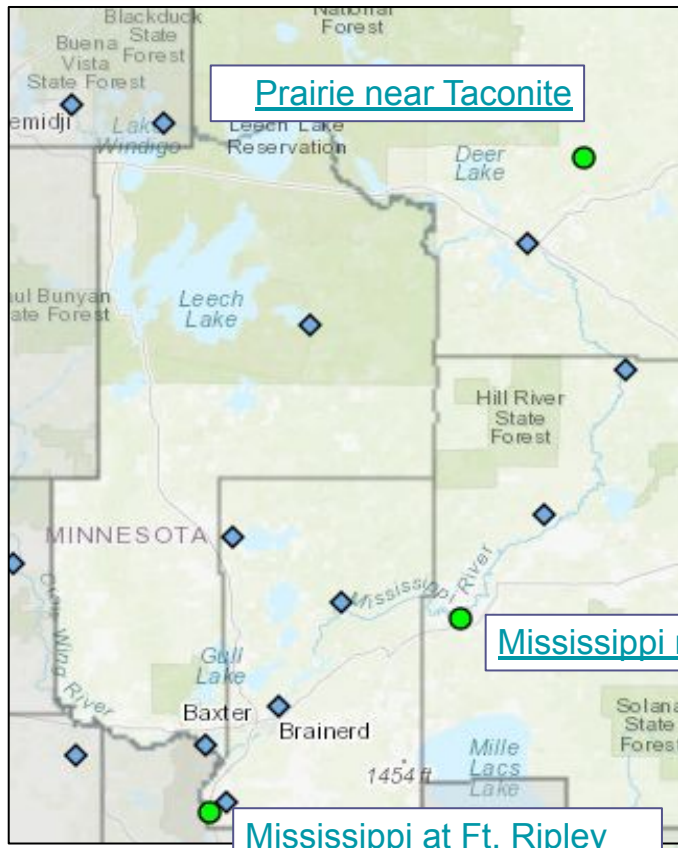 National
Forest
Blackduck
State
Forest
Buena
Vista
State Forest
Prairie near Taconite
emidji
Lake
Windigo
Leech Lake
Reservation
Deer
Lake
aul Bunyan
ate Forest
Leech
Lake
Hill River
State
Forest
MINNESOTA
Mississippi River
Crow Wing River
Mississippi
Gull
Lake
Baxter
Brainerd
Solana
State
Forest
Mille
Lacs
Lake
1454 ft
Mississippi at Ft. Ripley